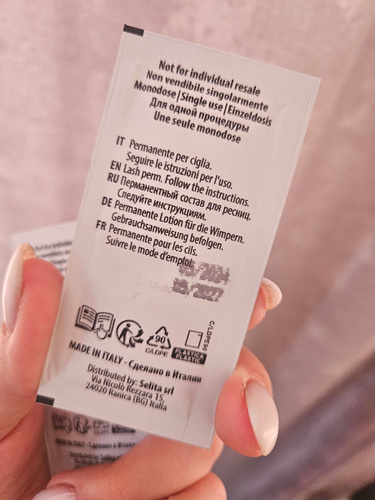 Not for individual resale
Non vendibile singolarmente
Monodose | Single use | Einzeldosis
Для одной процедуры
Une seule monodose
IT Permanente per ciglia.
Seguire le istruzioni per l'uso.
EN Lash perm. Follow the instructions.
RU Перманентный состав для ресниц.
Следуйте инструкциям.
DE Permanente Lotion für die Wimpern.
Gebrauchsanweisung befolgen.
FR Permanente pour les cils.
Suivre le mode d'emploi.
90
C/LDPE
C/LDPE90
PLASTICA
PLASTIC
MADE IN ITALY - Сделано в Италии
Distributed by: Selita srl
Via Nicolò Rezzara 15,
24020 Ranica (BG) Italia